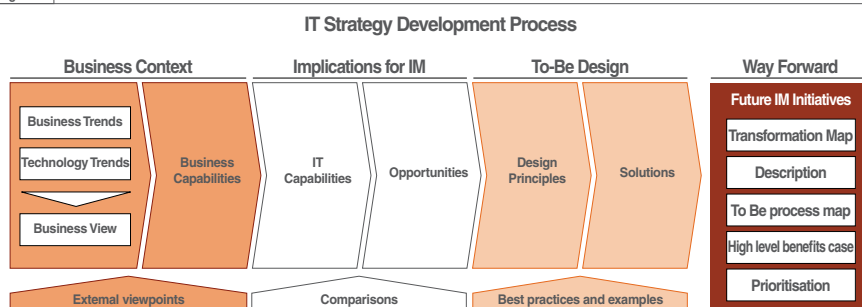 IT Strategy Development Process
Business Context
Implications for IM
To-Be Design
Way Forward
Business Trends
Technology Trends
Business View
Business
Capabilities
IT
Capabilities
Opportunities
Design
Principles
Solutions
Future IM Initiatives
Transformation Map
Description
To Be process map
High level benefits case
Prioritisation
External viewpoints
Comparisons
Best practices and examples